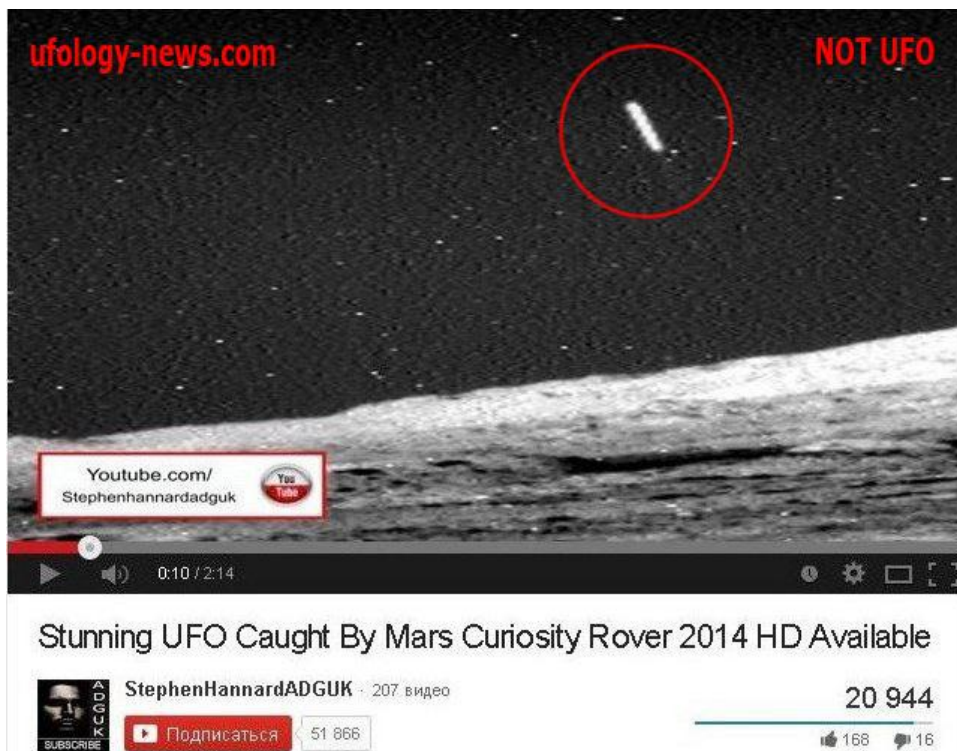 ufology-news.com
NOT UFO
Youtube.com/
Stephenhannardadguk
You
Tube
0:10 / 2:14
Stunning UFO Caught By Mars Curiosity Rover 2014 HD Available
ADGUK
SUBSCRIBE
StephenHannardADGUK · 207 видео
Подписаться
51 866
20 944
168
16